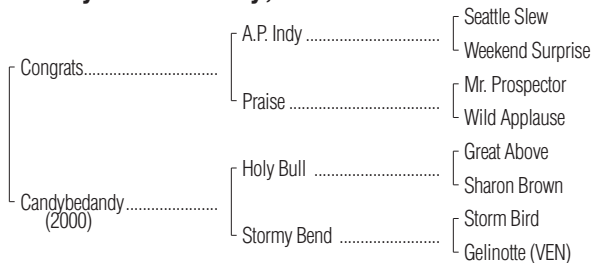 Seattle Slew
A.P. Indy ..............................
Weekend Surprise
Congrats..............................
Mr. Prospector
Praise ..................................
Wild Applause
Great Above
Holy Bull ............................
Sharon Brown
Candybedandy....................
(2000)
Storm Bird
Stormy Bend ......................
Gelinotte (VEN)